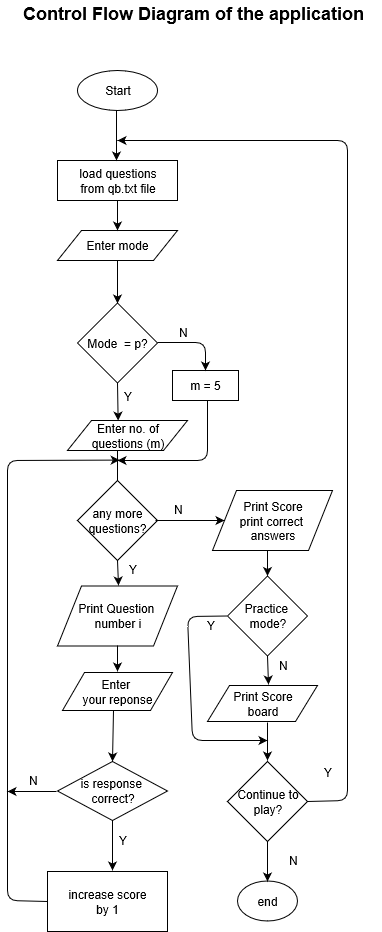 Control Flow Diagram of the application
Start
load questions
from qb.txt file
Enter mode
Mode = p?
N
m = 5
Y
Enter no. of
questions (m)
any more
questions?
N
Print Score
print correct
answers
Y
Print Question
number i
Practice
mode?
Y
N
Enter
your reponse
Print Score
board
is response
correct?
N
Y
Continue to
play?
Y
N
increase score
by 1
end